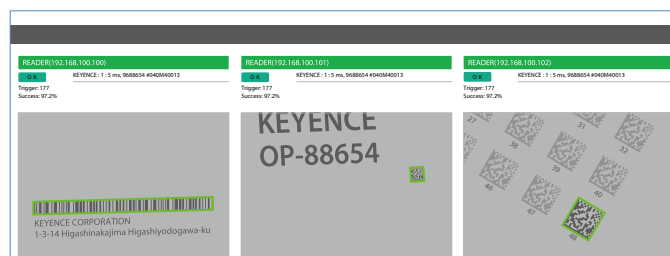 READER(192.168.100.100)
OK
KEYENCE : 1 : 5 ms, 9688654 #040M40013
Trigger: 177
Success: 97.2%
KEYENCE CORPORATION
1-3-14 Higashinakajima Higashiyodogawa-ku
READER(192.168.100.101)
OK
KEYENCE : 1 : 5 ms, 9688654 #040M40013
Trigger: 177
Success: 97.2%
KEYENCE
OP-88654
READER(192.168.100.102)
OK
KEYENCE : 1 : 5 ms, 9688654 #040M40013
Trigger: 177
Success: 97.2%
27
31
38
32
39
46
40
47
48